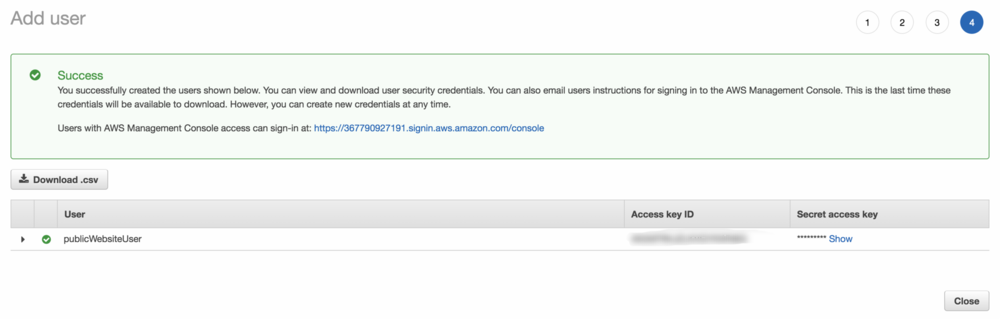 Add user
1 2 3 4
Success
You successfully created the users shown below. You can view and download user security credentials. You can also email users instructions for signing in to the AWS Management Console. This is the last time these
credentials will be available to download. However, you can create new credentials at any time.
Users with AWS Management Console access can sign-in at: https://367790927191.signin.aws.amazon.com/console
Download .csv
User Access key ID Secret access key
publicWebsiteUser ********* Show
Close